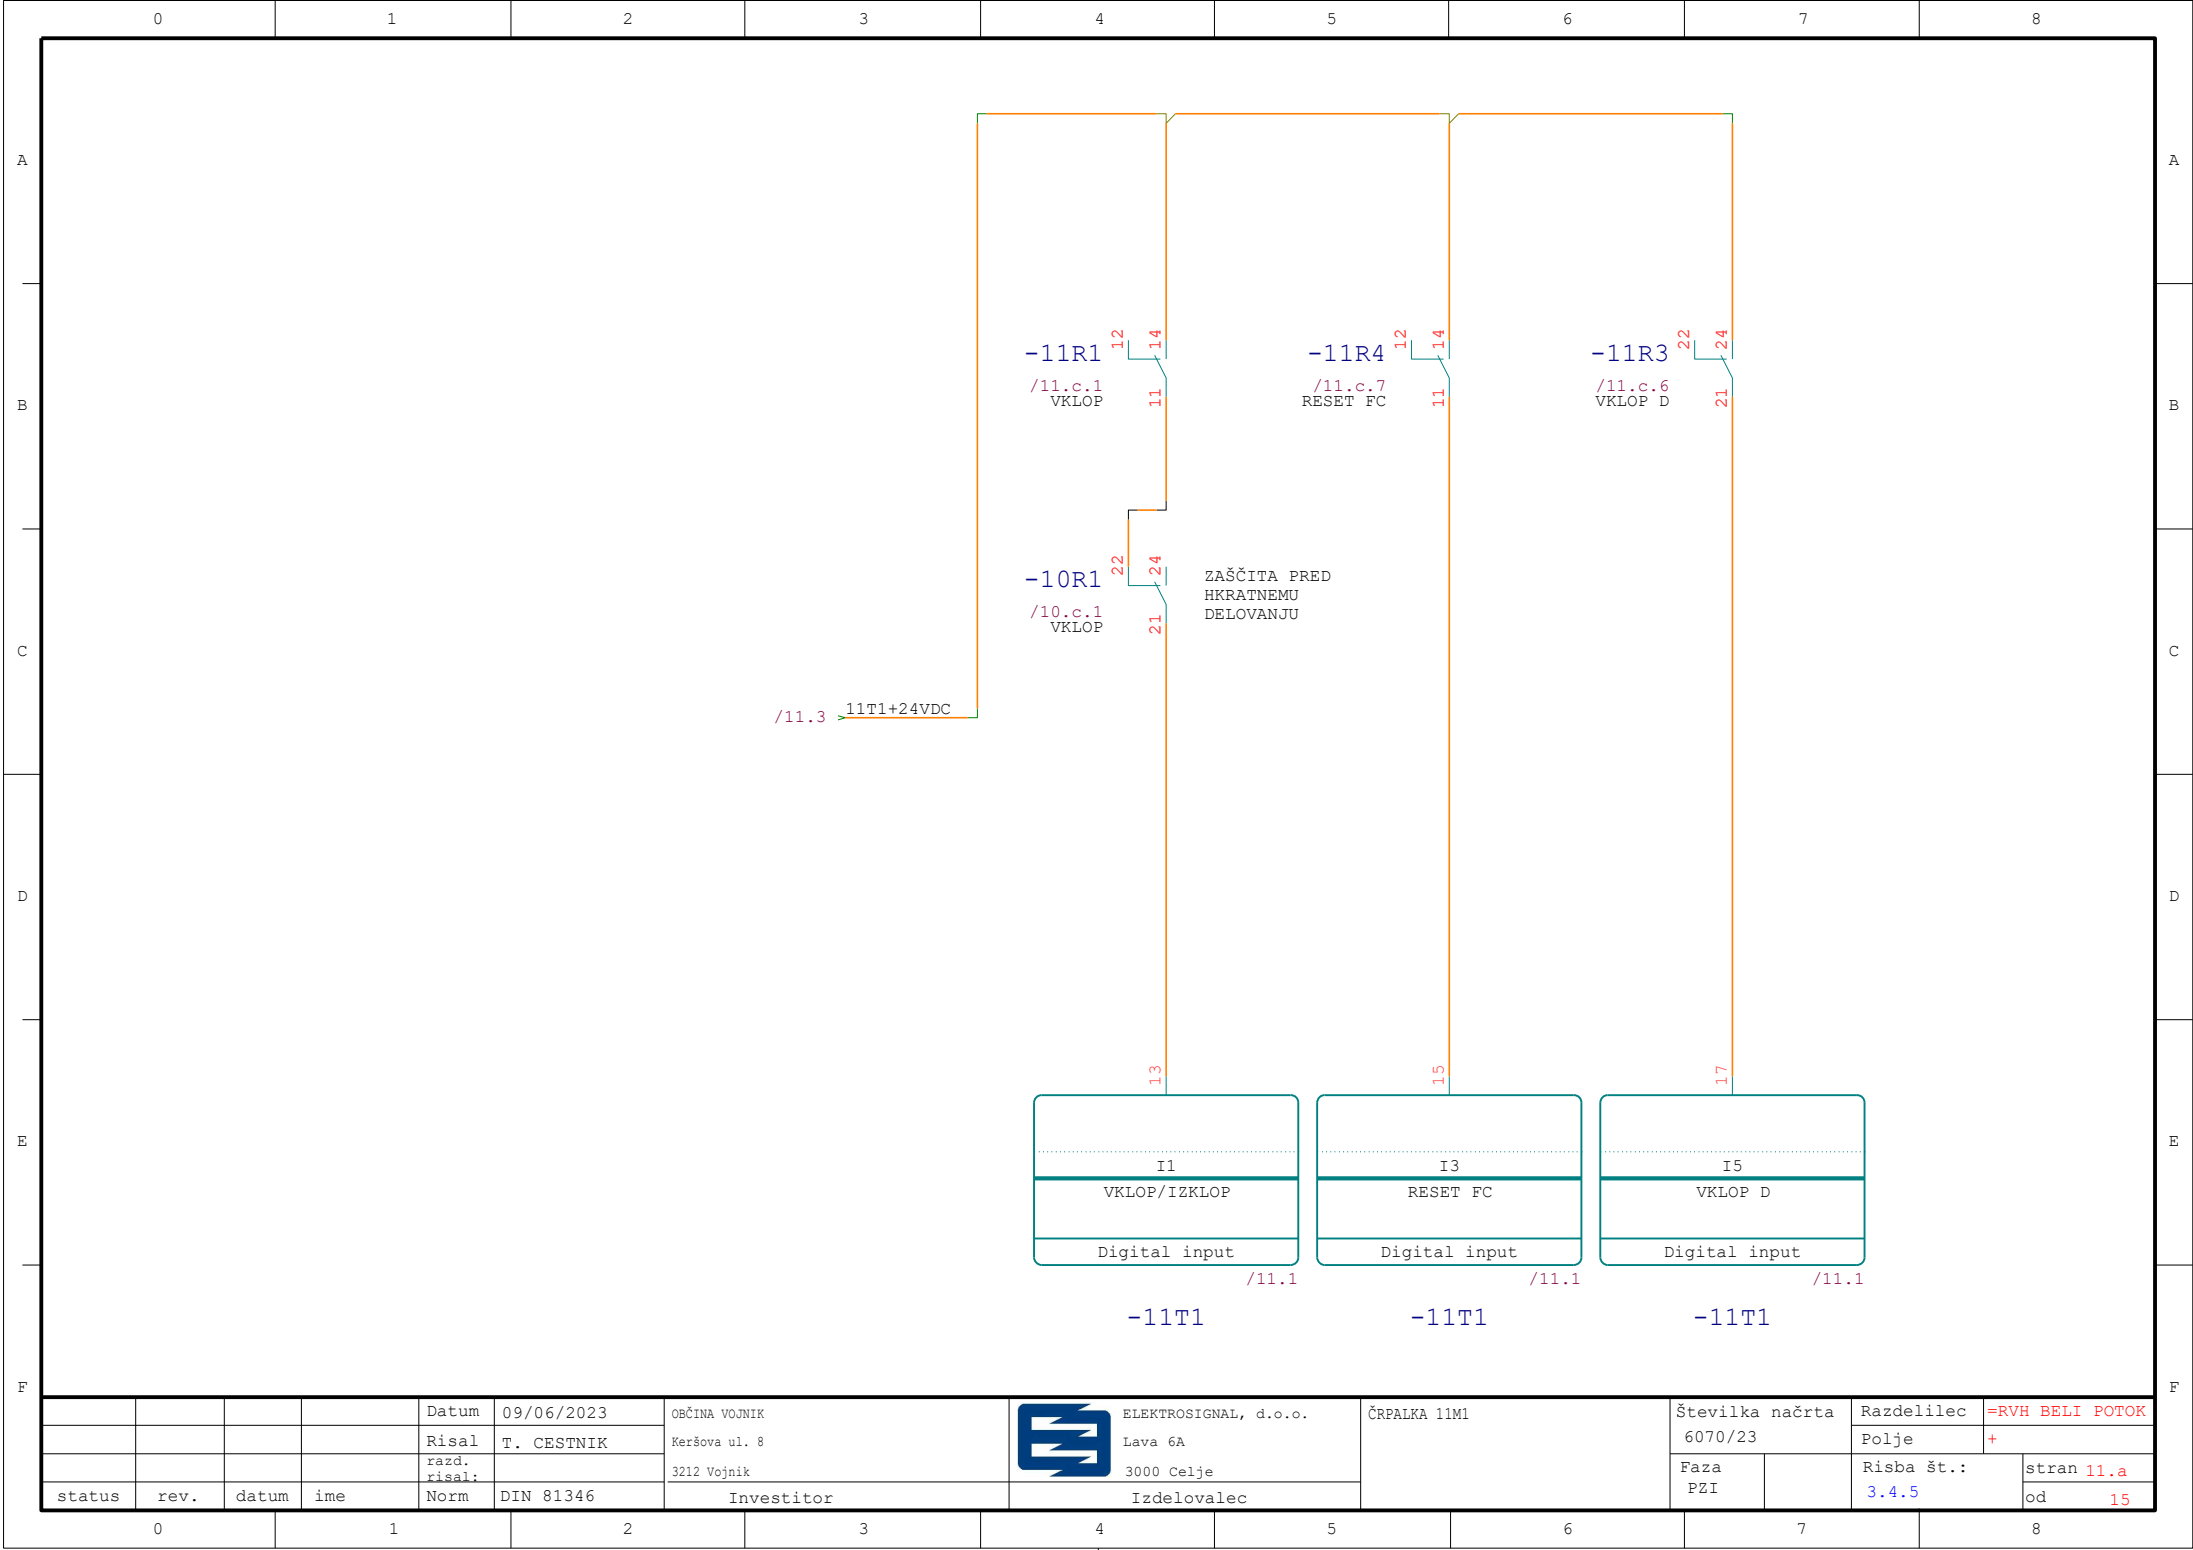 0 1 2 3 4 5 6 7 8
A A
B B
C C
D D
E E
F F
-11R1 12 14
/11.c.1
VKLOP 11
-11R4 12 14
/11.c.7
RESET FC 11
-11R3 22 24
/11.c.6
VKLOP D 21
-10R1 22 24
/10.c.1
VKLOP 21
ZAŠČITA PRED
HKRATNEMU
DELOVANJU
/11.3 11T1+24VDC
13 15 17
I1
VKLOP/IZKLOP
Digital input
/11.1
-11T1
I3
RESET FC
Digital input
/11.1
-11T1
I5
VKLOP D
Digital input
/11.1
-11T1
Datum 09/06/2023
Risal T. CESTNIK
razd.
risal:
status rev. datum ime Norm DIN 81346
OBČINA VOJNIK
Keršova ul. 8
3212 Vojnik
Investitor
ELEKTROSIGNAL, d.o.o.
Lava 6A
3000 Celje
Izdelovalec
ČRPALKA 11M1
Številka načrta
6070/23
Faza
PZI
Razdelilec =RVH BELI POTOK
Polje +
Risba št.:
3.4.5
stran 11.a
od 15
0 1 2 3 4 5 6 7 8